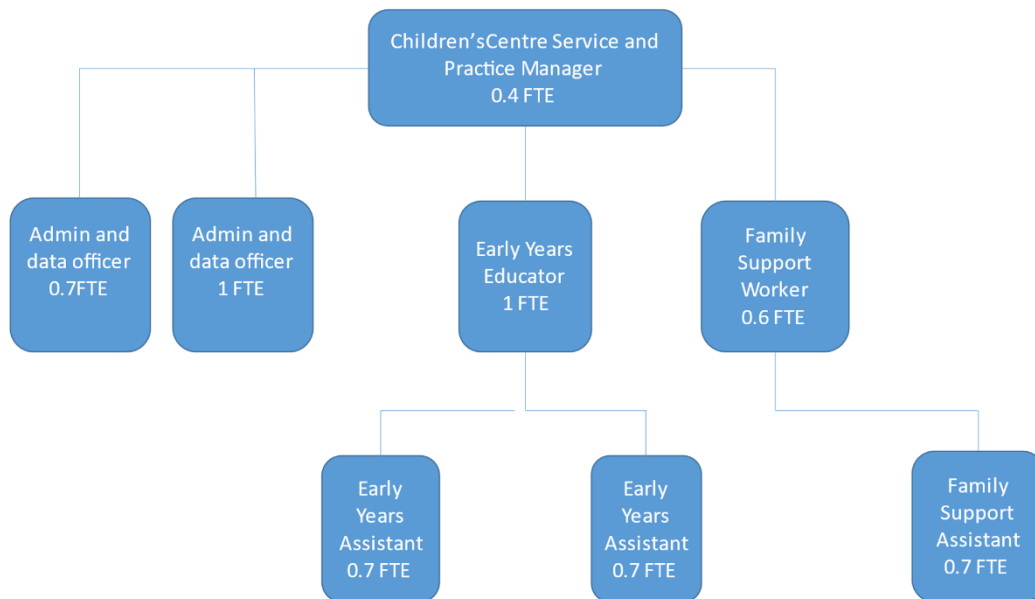 Children'sCentre Service and
Practice Manager
0.4 FTE
Admin and
data officer
0.7FTE
Admin and
data officer
1 FTE
Early Years
Educator
1 FTE
Family
Support
Worker
0.6 FTE
Early
Years
Assistant
0.7 FTE
Early
Years
Assistant
0.7 FTE
Family
Support
Assistant
0.7 FTE